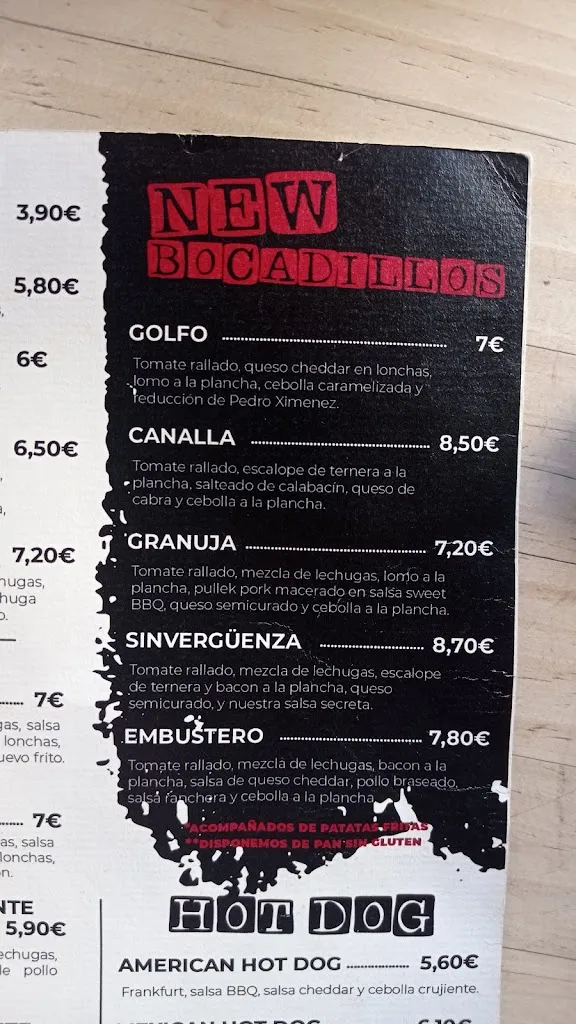 3,90€
5,80€
6€
6,50€
7,20€
7€
gas, salsa
lonchas,
7€
as, salsa
lonchas,
NTE
5,90€
echugas,
pollo
NEW
BOCADILLOS
GOLFO 7€
Tomate rallado, queso cheddar en lonchas,
lomo a la plancha, cebolla caramelizada y
reducción de Pedro Ximenez.
CANALLA 8,50€
Tomate rallado, escalope de ternera a la
plancha, salteado de calabacín, queso de
cabra y cebolla a la plancha.
GRANUJA 7,20€
Tomate rallado, mezcla de lechugas, lomo a la
plancha, pullek pork macerado en salsa sweet
BBQ, queso semicurado y cebolla a la plancha.
SINVERGÜENZA 8,70€
Tomate rallado, mezcla de lechugas, escalope
de ternera y bacon a la plancha, queso
semicurado, y nuestra salsa secreta.
EMBUSTERO 7,80€
Tomate rallado, mezcla de lechugas, bacon a la
plancha, salsa de queso cheddar, pollo braseado,
salsa ranchera y cebolla a la plancha.
*ACOMPAÑADOS DE PATATAS FRITAS
**DISPONEMOS DE PAN SIN GLUTEN
HOT DOG
AMERICAN HOT DOG 5,60€
Frankfurt, salsa BBQ, salsa cheddar y cebolla crujiente.